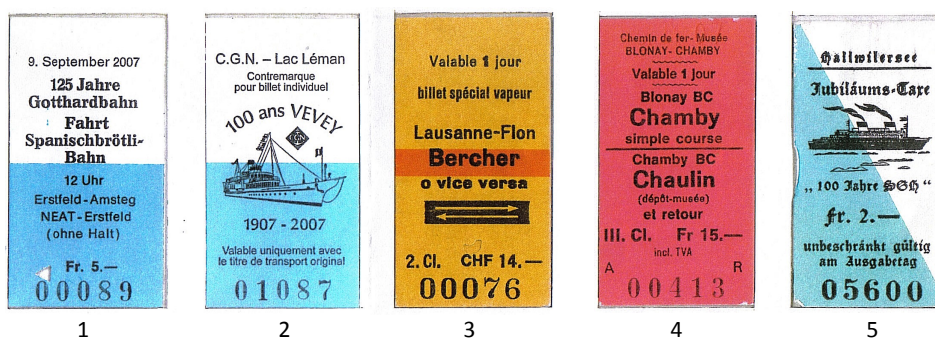 9. September 2007
125 Jahre
Gotthardbahn
Fahrt
Spanischbrötli-
Bahn
12 Uhr
Erstfeld-Amsteg
NEAT-Erstfeld
(ohne Halt)
Fr. 5.—
00089
1
C.G.N. – Lac Léman
Contremarque
pour billet individuel
100 ans VEVEY
CGN
1907 - 2007
Valable uniquement avec
le titre de transport original
01087
2
Valable 1 jour
billet spécial vapeur
Lausanne-Flon
Bercher
o vice versa
2. Cl. CHF 14.—
00076
3
Chemin de fer-Musée
BLONAY-CHAMBY
Valable 1 jour
Blonay BC
Chamby
simple course
Chamby BC
Chaulin
(dépôt-musée)
et retour
III. Cl. Fr 15.—
incl. TVA
A R
00413
4
Hallwilersee
Jubiläums-Taxe
„100 Jahre SGH“
Fr. 2.—
unbeschränkt gültig
am Ausgabetag
05600
5